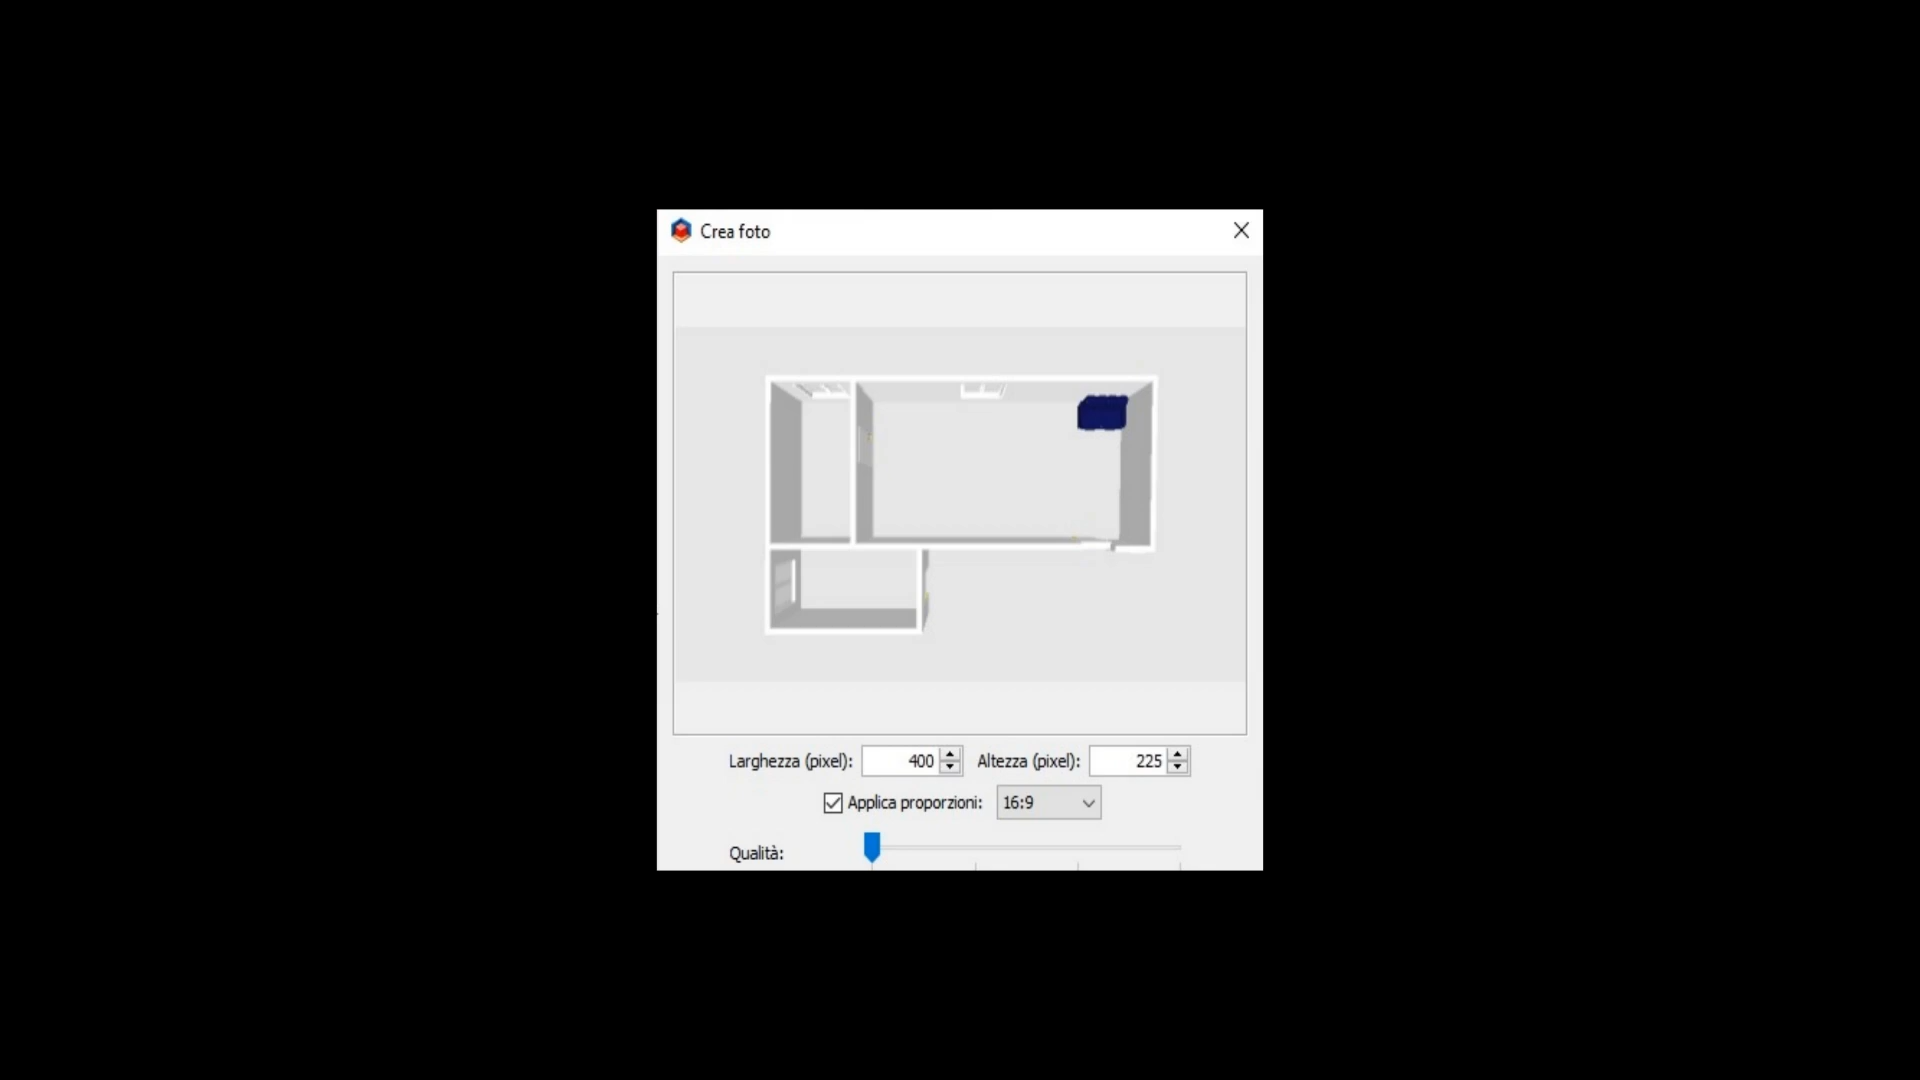 Crea foto
Larghezza (pixel): 400 Altezza (pixel): 225
Applica proporzioni: 16:9
Qualità: